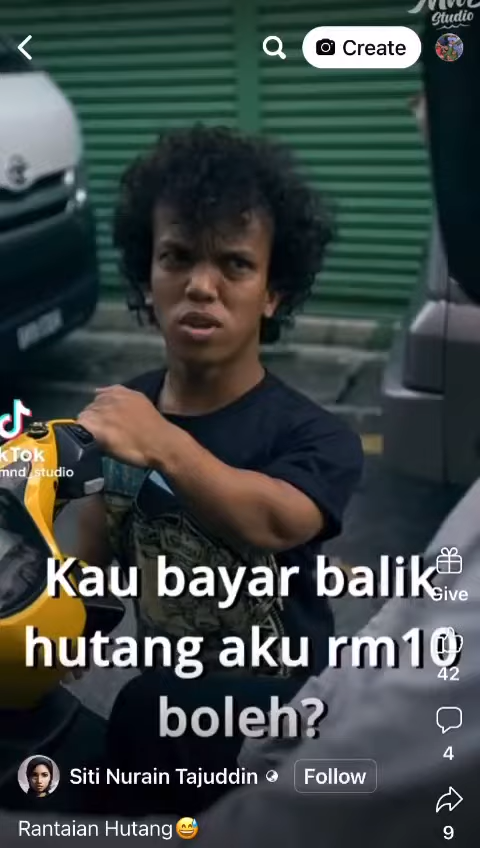 Studio
Create
TikTok
mnd_studio
Kau bayar balik
hutang aku rm10
boleh?
Give
42
4
Siti Nurain Tajuddin
Follow
Rantaian Hutang😅
9